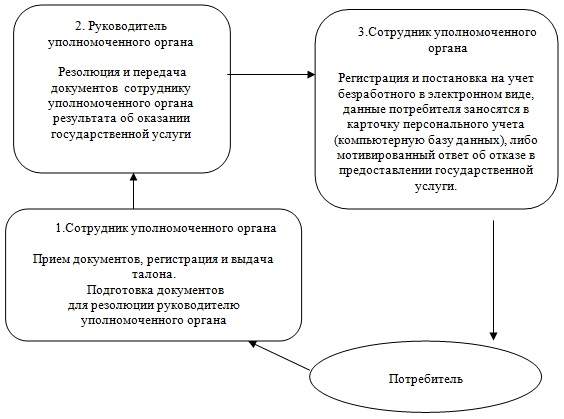 2. Руководитель
уполномоченного органа
Резолюция и передача
документов сотруднику
уполномоченного органа
результата об оказании
государственной услуги
3.Сотрудник уполномоченного
органа
Регистрация и постановка на учет
безработного в электронном виде,
данные потребителя заносятся в
карточку персонального учета
(компьютерную базу данных), либо
мотивированный ответ об отказе в
предоставлении государственной
услуги.
1.Сотрудник уполномоченного органа
Прием документов, регистрация и выдача
талона.
Подготовка документов
для резолюции руководителю
уполномоченного органа
Потребитель